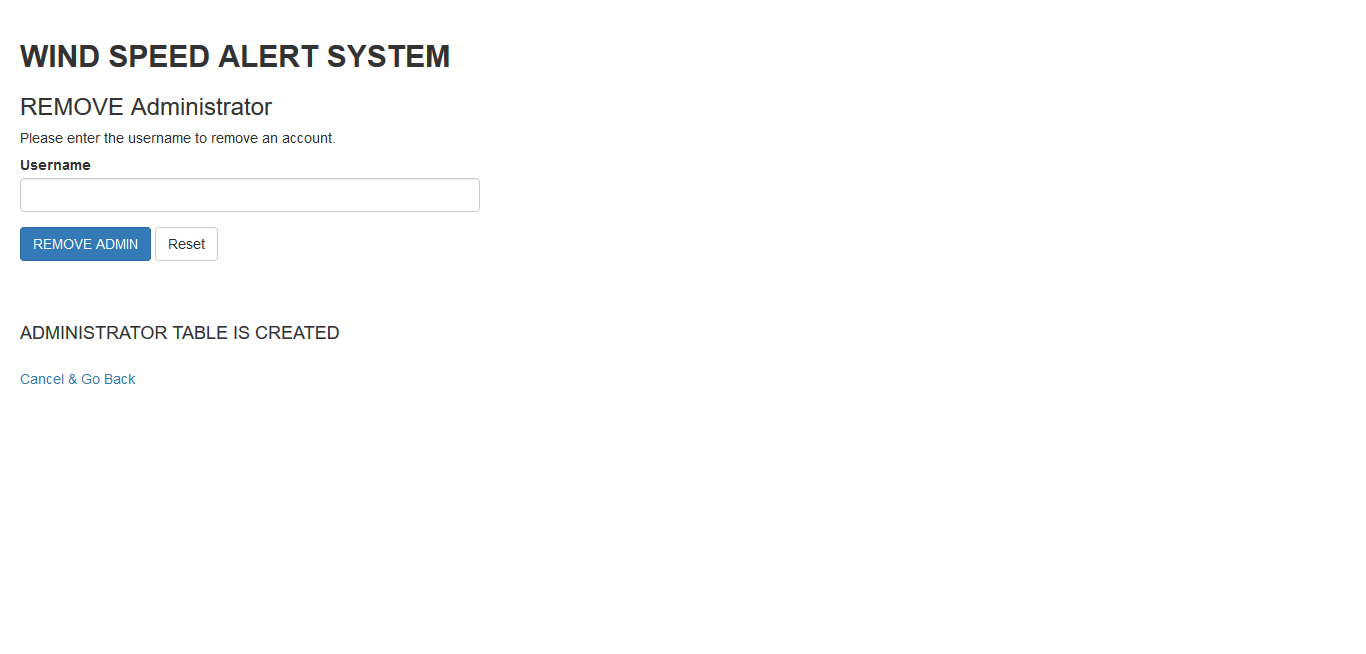 WIND SPEED ALERT SYSTEM
REMOVE Administrator
Please enter the username to remove an account.
Username
REMOVE ADMIN Reset
ADMINISTRATOR TABLE IS CREATED
Cancel & Go Back